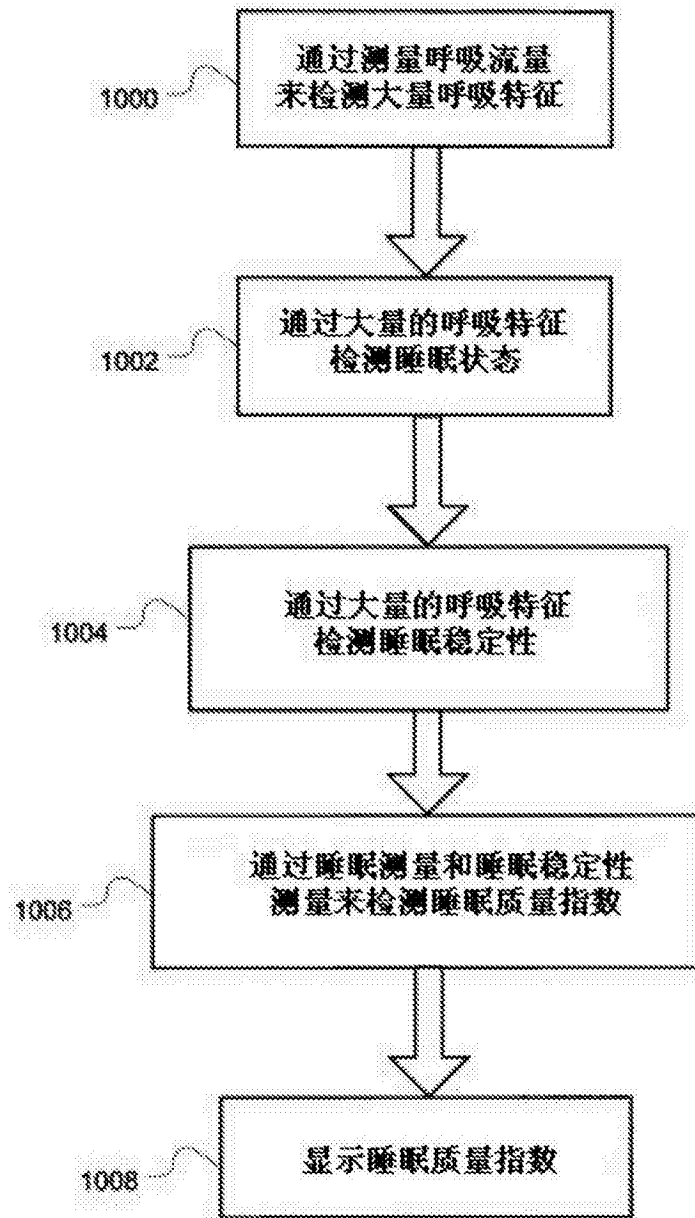 通过测量呼吸流量
来检测大量呼吸特征
1000
通过大量的呼吸特征
检测睡眠状态
1002
通过大量的呼吸特征
检测睡眠稳定性
1004
通过睡眠测量和睡眠稳定性
测量来检测睡眠质量指数
1006
显示睡眠质量指数
1008